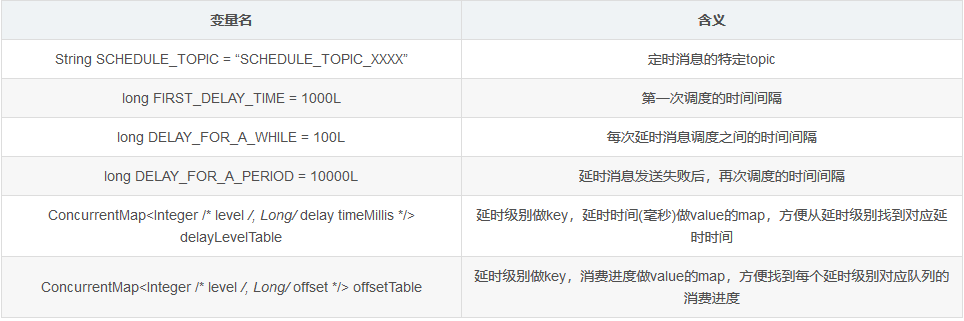 变量名
含义
String SCHEDULE_TOPIC = “SCHEDULE_TOPIC_XXXX”
定时消息的特定topic
long FIRST_DELAY_TIME = 1000L
第一次调度的时间间隔
long DELAY_FOR_A_WHILE = 100L
每次延时消息调度之间的时间间隔
long DELAY_FOR_A_PERIOD = 10000L
延时消息发送失败后，再次调度的时间间隔
ConcurrentMap<Integer /* level /, Long/ delay timeMillis */>
delayLevelTable
延时级别做key，延时时间(毫秒)做value的map，方便从延时级别找到对应延
时时间
ConcurrentMap<Integer /* level /, Long/ offset */> offsetTable
延时级别做key，消费进度做value的map，方便找到每个延时级别对应队列的
消费进度